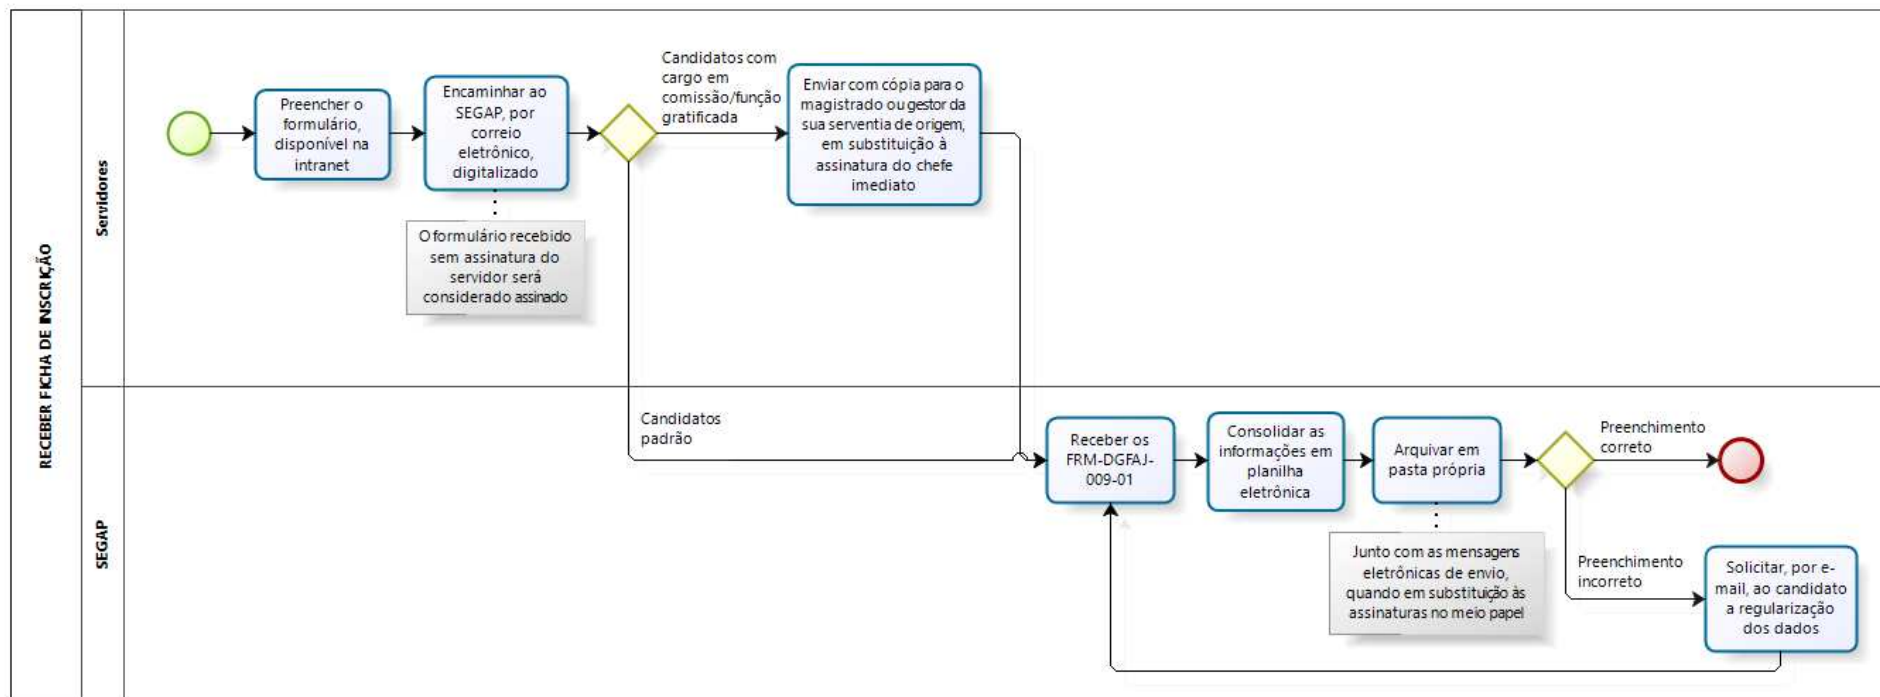 RECEBER FICHA DE INSCRIÇÃO
Servidores
Preencher o
formulário,
disponível na
intranet
Encaminhar ao
SEGAP, por
correio
eletrônico,
digitalizado
O formulário recebido
sem assinatura do
servidor será
considerado assinado
Candidatos com
cargo em
comissão/função
gratificada
Enviar com cópia para o
magistrado ou gestor da
sua serventia de origem,
em substituição à
assinatura do chefe
imediato
SEGAP
Candidatos
padrão
Receber os
FRM-DGFAJ-
009-01
Consolidar as
informações em
planilha
eletrônica
Arquivar em
pasta própria
Junto com as mensagens
eletrônicas de envio,
quando em substituição às
assinaturas no meio papel
Preenchimento
correto
Preenchimento
incorreto
Solicitar, por e-
mail, ao candidato
a regularização
dos dados